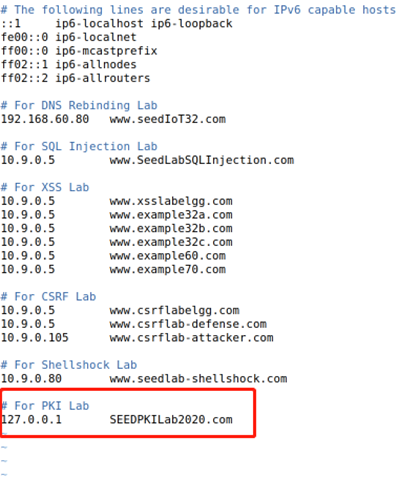 # The following lines are desirable for IPv6 capable hosts
::1     ip6-localhost ip6-loopback
fe00::0 ip6-localnet
ff00::0 ip6-mcastprefix
ff02::1 ip6-allnodes
ff02::2 ip6-allrouters
# For DNS Rebinding Lab
192.168.60.80   www.seedIoT32.com
# For SQL Injection Lab
10.9.0.5        www.SeedLabSQLInjection.com
# For XSS Lab
10.9.0.5        www.xsslabelgg.com
10.9.0.5        www.example32a.com
10.9.0.5        www.example32b.com
10.9.0.5        www.example32c.com
10.9.0.5        www.example60.com
10.9.0.5        www.example70.com
# For CSRF Lab
10.9.0.5        www.csrflabelgg.com
10.9.0.5        www.csrflab-defense.com
10.9.0.105      www.csrflab-attacker.com
# For Shellshock Lab
10.9.0.80       www.seedlab-shellshock.com
# For PKI Lab
127.0.0.1       SEEDPKILab2020.com
~
~
~
~